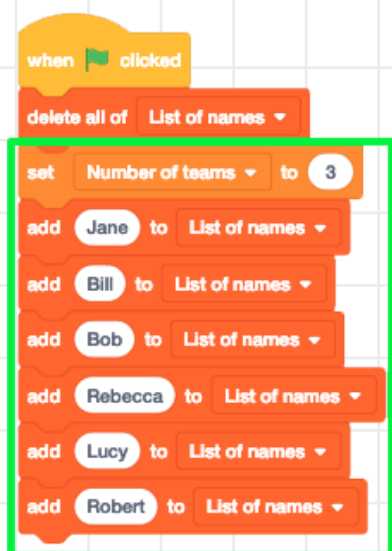 when clicked
delete all of List of names
set Number of teams to 3
add Jane to List of names
add Bill to List of names
add Bob to List of names
add Rebecca to List of names
add Lucy to List of names
add Robert to List of names